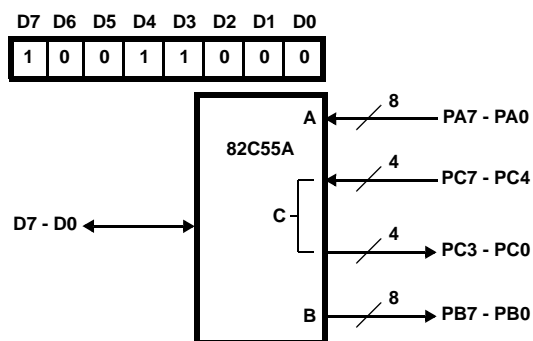 D7 D6 D5 D4 D3 D2 D1 D0
1 0 0 1 1 0 0 0
A 8 PA7 - PA0
82C55A
4 PC7 - PC4
C
D7 - D0
4 PC3 - PC0
B 8 PB7 - PB0